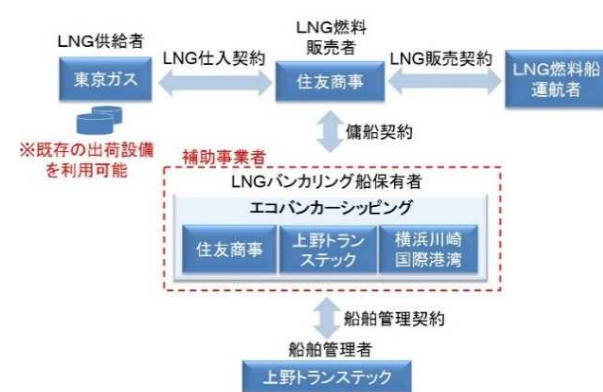 LNG供給者
LNG燃料
販売者
東京ガス
LNG仕入契約
住友商事
LNG販売契約
LNG燃料船
運航者
※既存の出荷設備
を利用可能
傭船契約
補助事業者
LNGバンカリング船保有者
エコバンカーシッピング
住友商事
上野トラン
ステック
横浜川崎
国際港湾
船舶管理契約
船舶管理者
上野トランステック